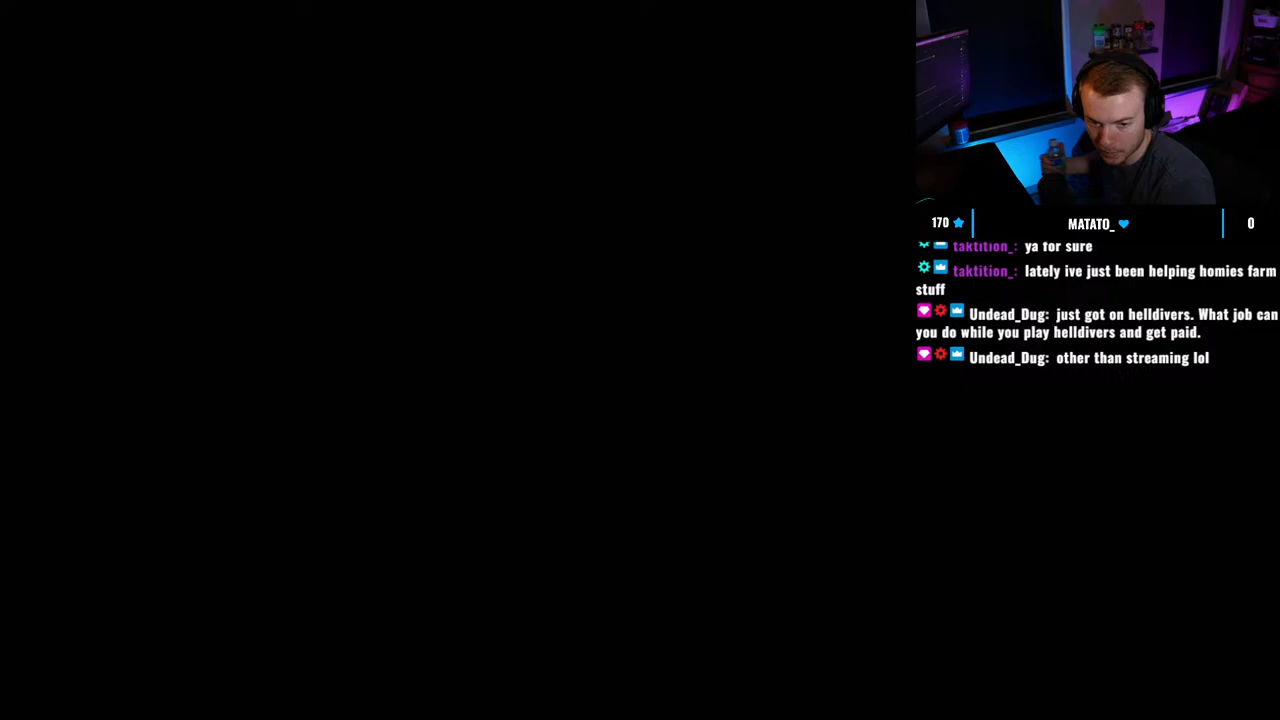 170 MATATO_ 0
taktition_: ya for sure
taktition_: lately ive just been helping homies farm
stuff
Undead_Dug: just got on helldivers. What job can
you do while you play helldivers and get paid.
Undead_Dug: other than streaming lol